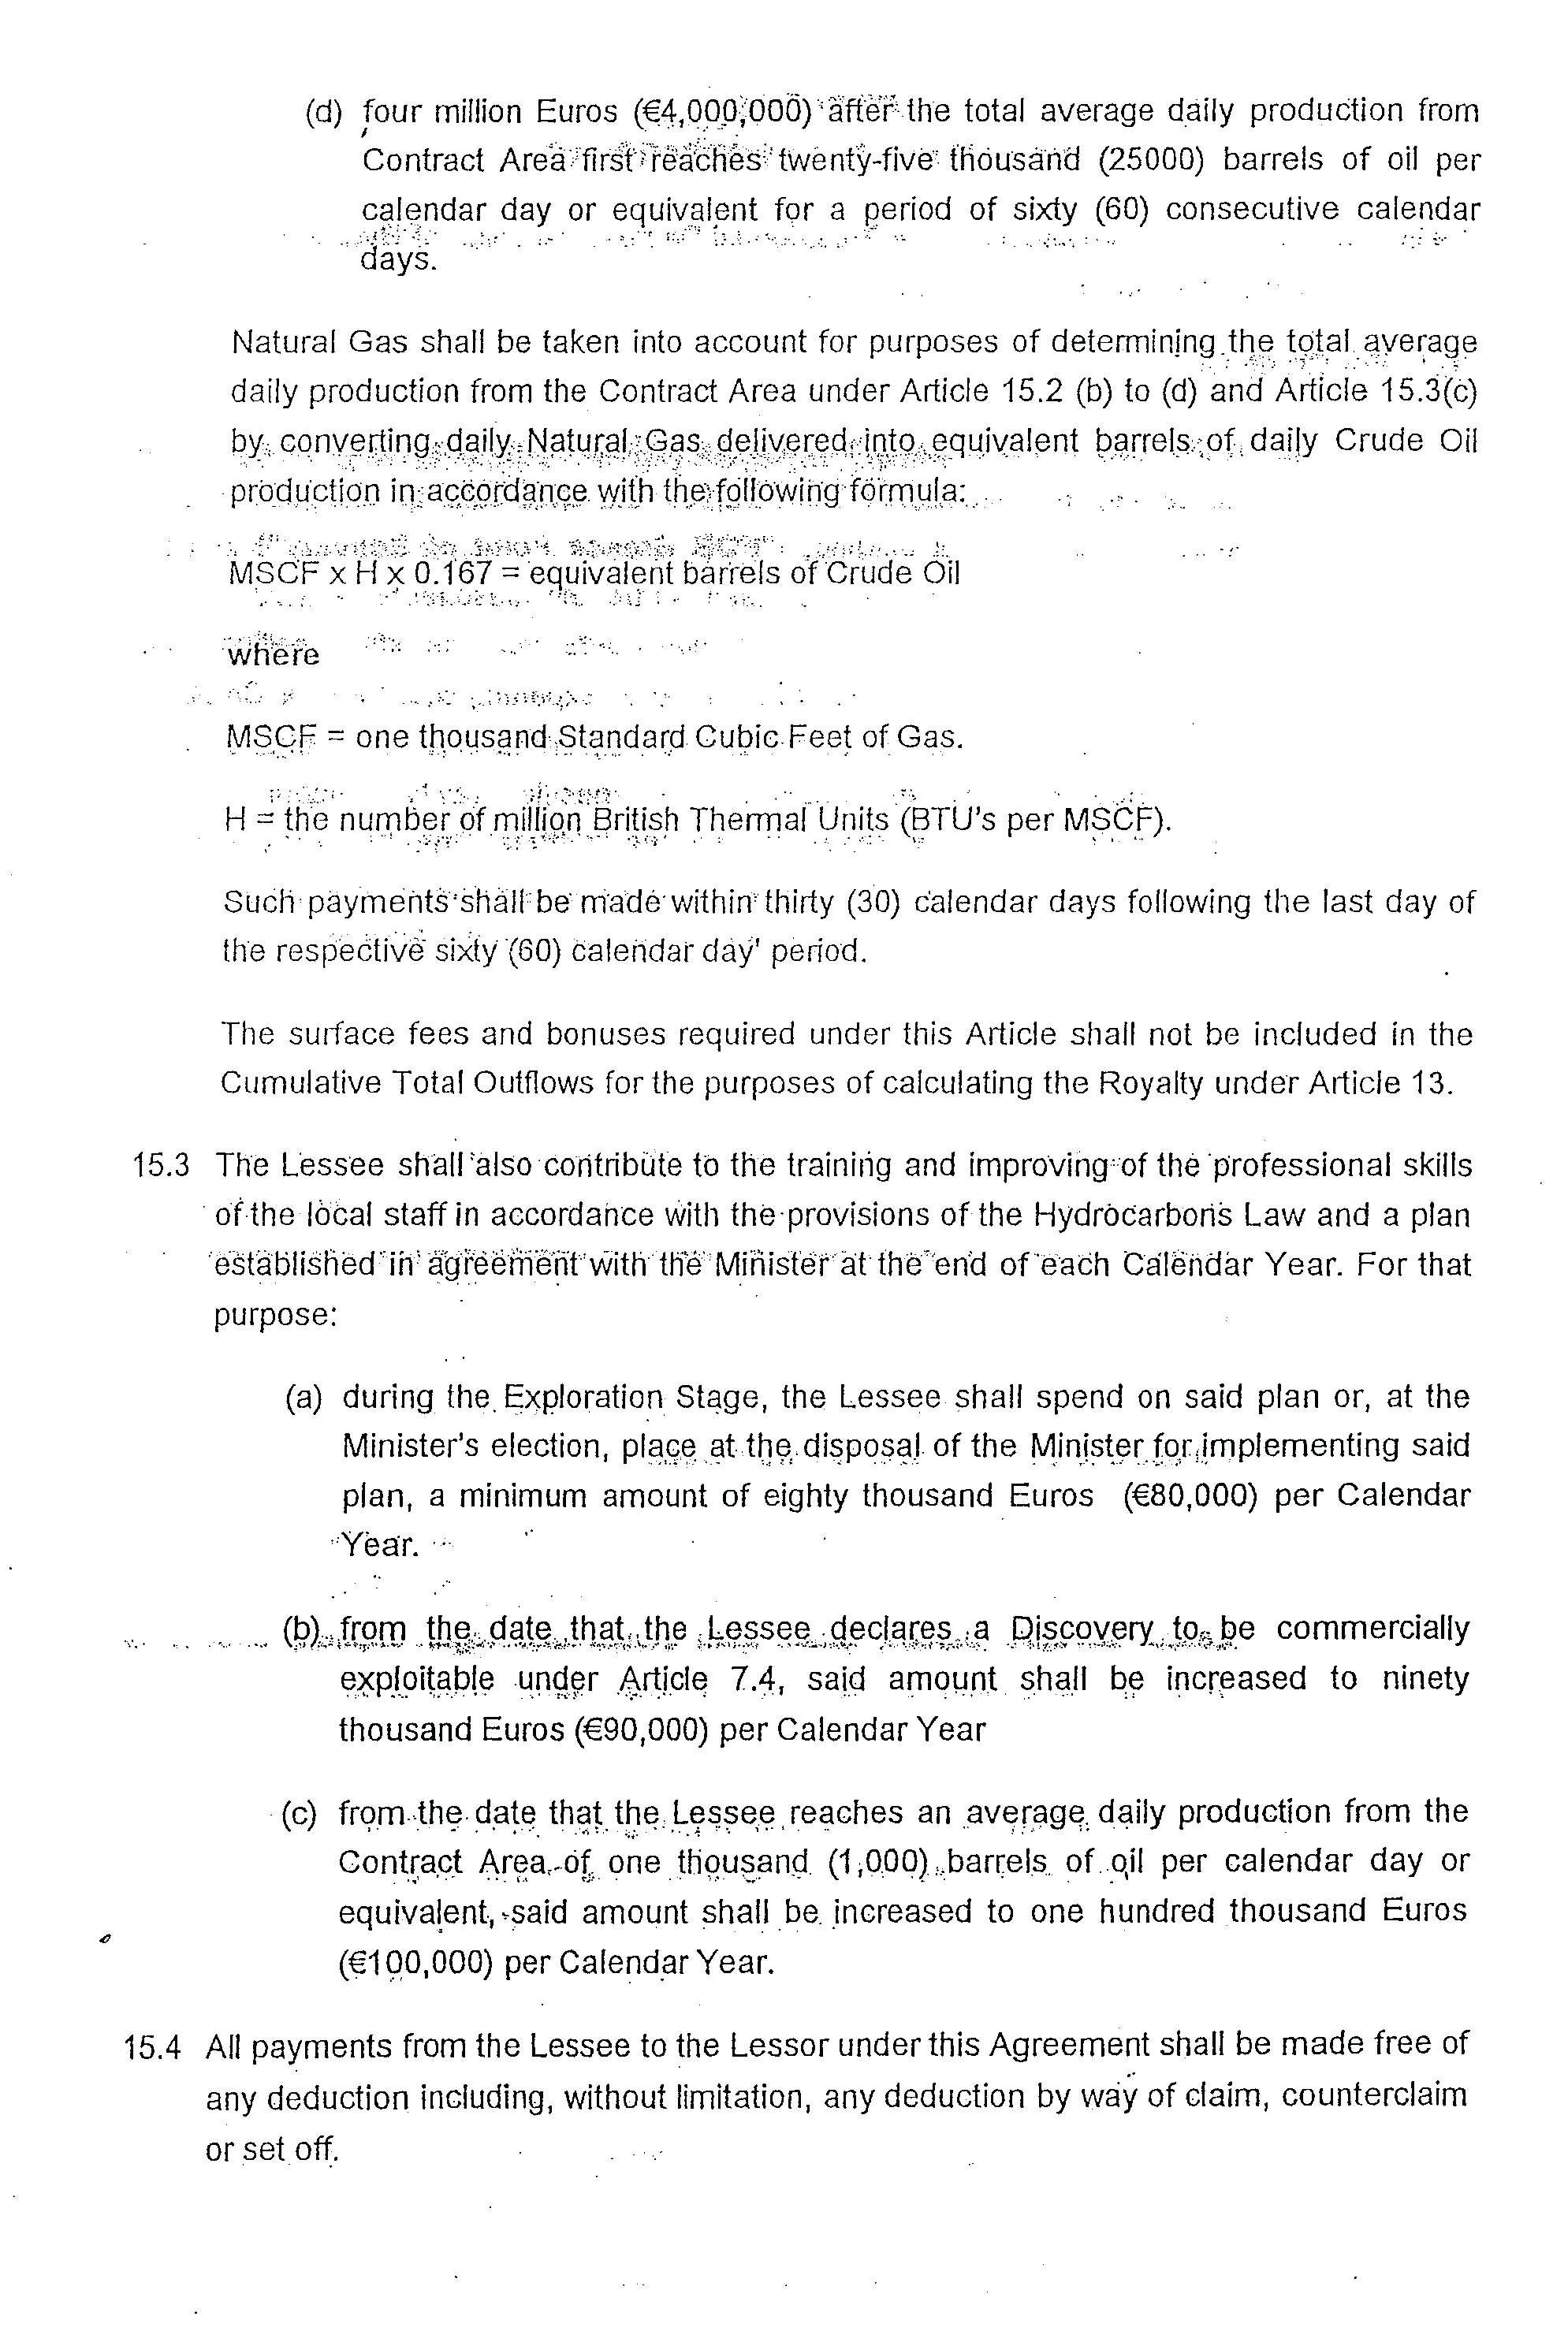 (d) four million Euros (€4,000,000) after the total average daily production from
Contract Area first reaches twenty-five thousand (25000) barrels of oil per
calendar day or equivalent for a period of sixty (60) consecutive calendar
days.
Natural Gas shall be taken into account for purposes of determining the total average
daily production from the Contract Area under Article 15.2 (b) to (d) and Article 15.3(c)
by converting daily Natural Gas delivered into equivalent barrels of daily Crude Oil
production in accordance with the following formula:
MSCF x H x 0.167 = equivalent barrels of Crude Oil
where
MSCF = one thousand Standard Cubic Feet of Gas.
H = the number of million British Thermal Units (BTU's per MSCF).
Such payments shall be made within thirty (30) calendar days following the last day of
the respective sixty (60) calendar day' period.
The surface fees and bonuses required under this Article shall not be included in the
Cumulative Total Outflows for the purposes of calculating the Royalty under Article 13.
15.3 The Lessee shall also contribute to the training and improving of the professional skills
of the local staff in accordance with the provisions of the Hydrocarbons Law and a plan
established in agreement with the Minister at the end of each Calendar Year. For that
purpose:
(a) during the Exploration Stage, the Lessee shall spend on said plan or, at the
Minister's election, place at the disposal of the Minister for implementing said
plan, a minimum amount of eighty thousand Euros (€80,000) per Calendar
Year.
(b) from the date that the Lessee declares a Discovery to be commercially
exploitable under Article 7.4, said amount shall be increased to ninety
thousand Euros (€90,000) per Calendar Year
(c) from the date that the Lessee reaches an average daily production from the
Contract Area of one thousand (1,000) barrels of oil per calendar day or
equivalent, said amount shall be increased to one hundred thousand Euros
(€100,000) per Calendar Year.
15.4 All payments from the Lessee to the Lessor under this Agreement shall be made free of
any deduction including, without limitation, any deduction by way of claim, counterclaim
or set off.